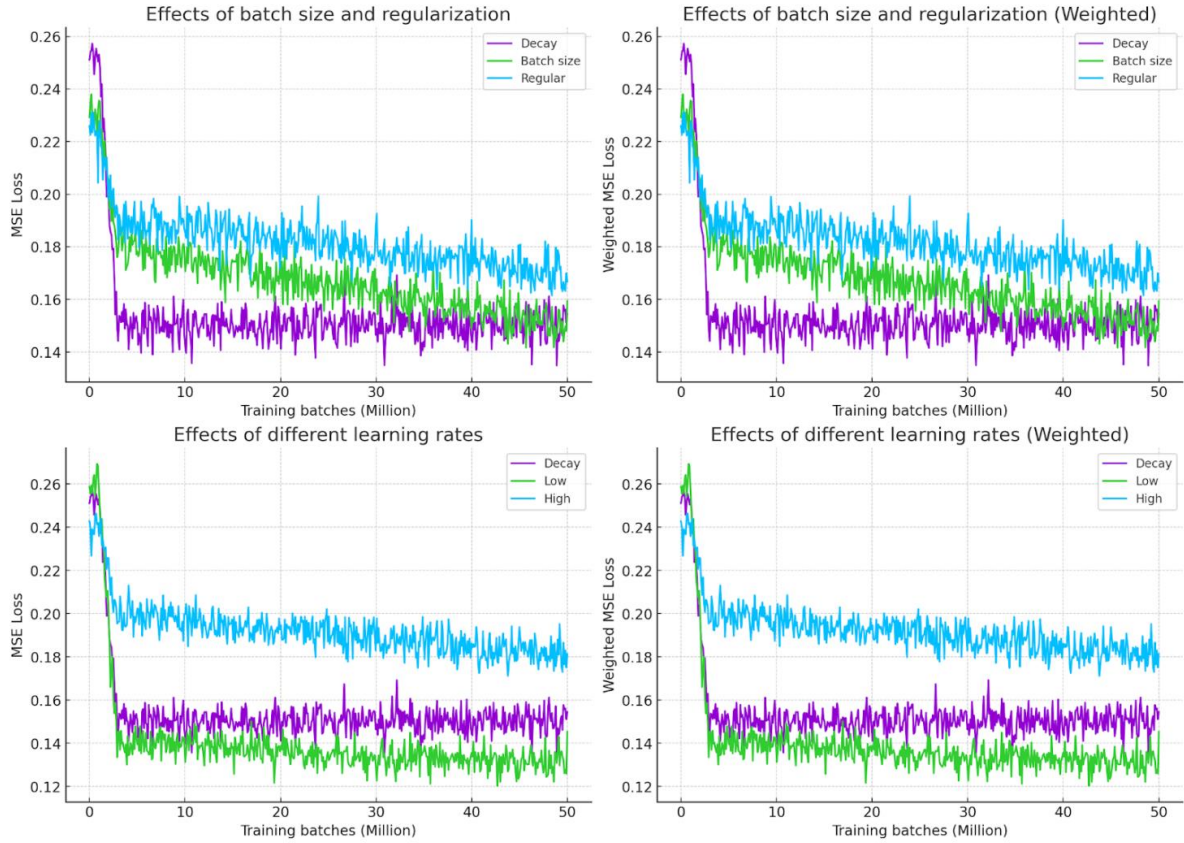 Effects of batch size and regularization
MSE Loss
0.26
0.24
0.22
0.20
0.18
0.16
0.14
Decay
Batch size
Regular
0 10 20 30 40 50
Training batches (Million)
Effects of batch size and regularization (Weighted)
Weighted MSE Loss
0.26
0.24
0.22
0.20
0.18
0.16
0.14
Decay
Batch size
Regular
0 10 20 30 40 50
Training batches (Million)
Effects of different learning rates
MSE Loss
0.26
0.24
0.22
0.20
0.18
0.16
0.14
0.12
Decay
Low
High
0 10 20 30 40 50
Training batches (Million)
Effects of different learning rates (Weighted)
Weighted MSE Loss
0.26
0.24
0.22
0.20
0.18
0.16
0.14
0.12
Decay
Low
High
0 10 20 30 40 50
Training batches (Million)